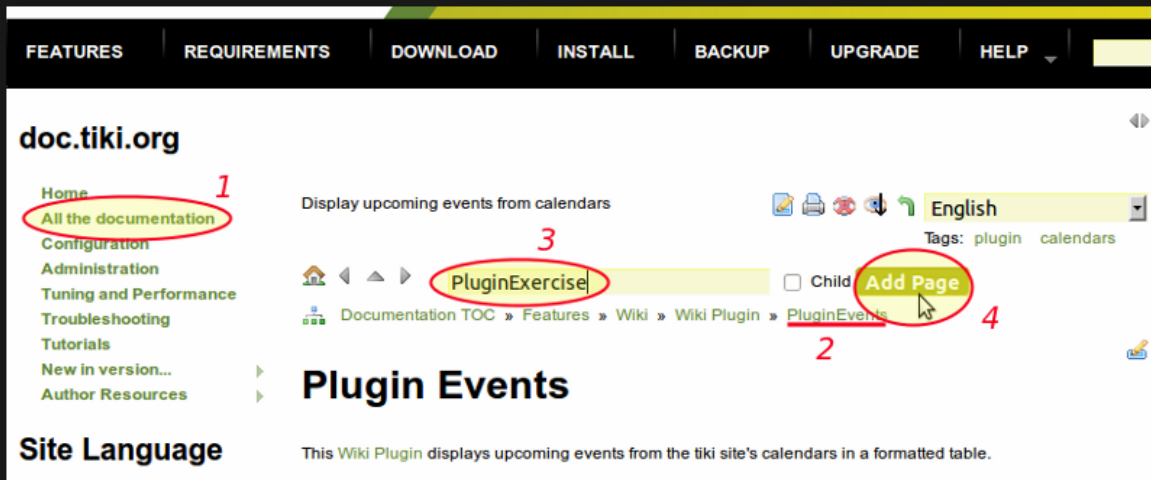 FEATURES REQUIREMENTS DOWNLOAD INSTALL BACKUP UPGRADE HELP
doc.tiki.org
Home
1
All the documentation
Configuration
Administration
Tuning and Performance
Troubleshooting
Tutorials
New in version...
Author Resources
Site Language
Display upcoming events from calendars
English
Tags: plugin calendars
3
PluginExercise
Child
Add Page
4
Documentation TOC » Features » Wiki » Wiki Plugin » PluginEvents
2
Plugin Events
This Wiki Plugin displays upcoming events from the tiki site's calendars in a formatted table.